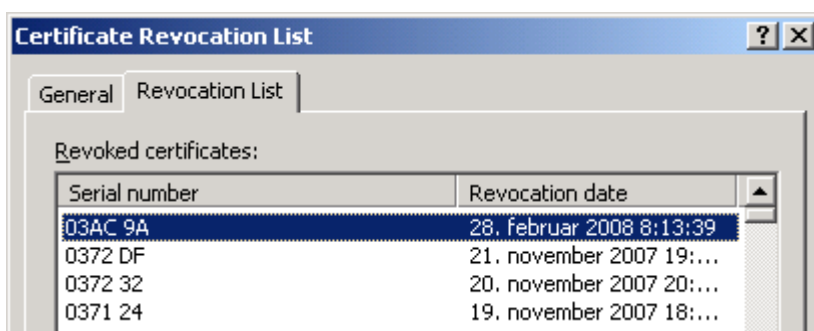 Certificate Revocation List
General Revocation List
Revoked certificates:
Serial number Revocation date
03AC 9A 28. februar 2008 8:13:39
0372 DF 21. november 2007 19:...
0372 32 20. november 2007 20:...
0371 24 19. november 2007 18:...